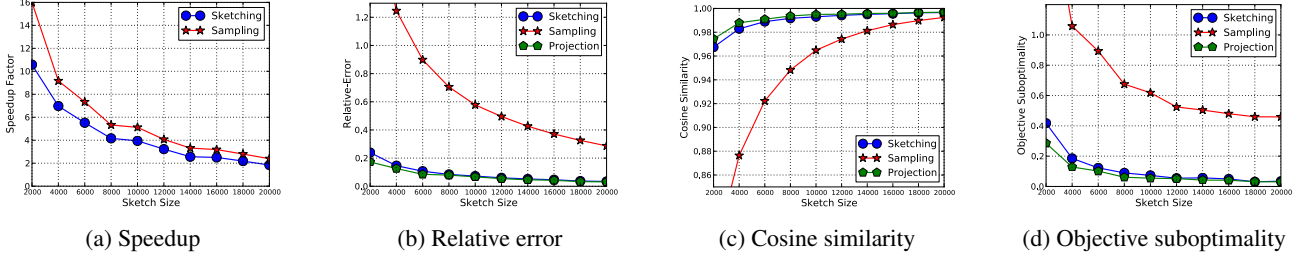 16
14
12
10
8
6
4
2
0
Speedup Factor
Sketching
Sampling
2000 4000 6000 8000 10000 12000 14000 16000 18000 20000
Sketch Size
(a) Speedup
1.2
1.0
0.8
0.6
0.4
0.2
0.0
Relative-Error
Sketching
Sampling
Projection
2000 4000 6000 8000 10000 12000 14000 16000 18000 20000
Sketch Size
(b) Relative error
1.00
0.98
0.96
0.94
0.92
0.90
0.88
0.86
Cosine Similarity
Sketching
Sampling
Projection
2000 4000 6000 8000 10000 12000 14000 16000 18000 20000
Sketch Size
(c) Cosine similarity
1.0
0.8
0.6
0.4
0.2
0.0
Objective Suboptimality
Sketching
Sampling
Projection
2000 4000 6000 8000 10000 12000 14000 16000 18000 20000
Sketch Size
(d) Objective suboptimality